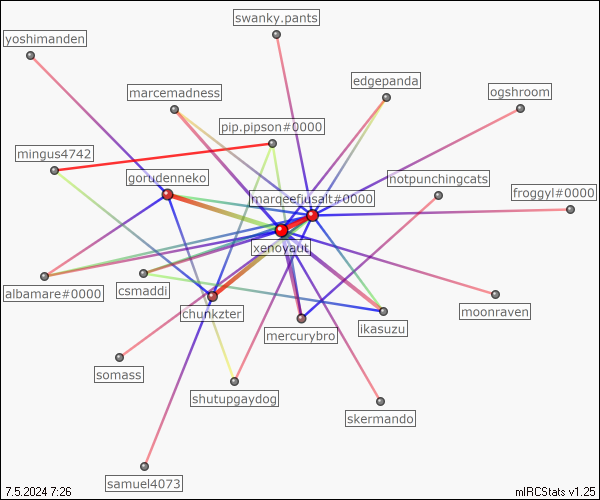 swanky.pants
yoshimanden
edgepanda
marcemadness
ogshroom
pip.pipson#0000
mingus4742
gorudenneko
notpunchingcats
froggyl#0000
marqeefulsalt#0000
xenoyaut
albamare#0000
csmaddi
chunkzter
moonraven
ikasuzu
mercurybro
somass
shutupgaydog
skermando
samuel4073
7.5.2024 7:26
mIRCStats v1.25